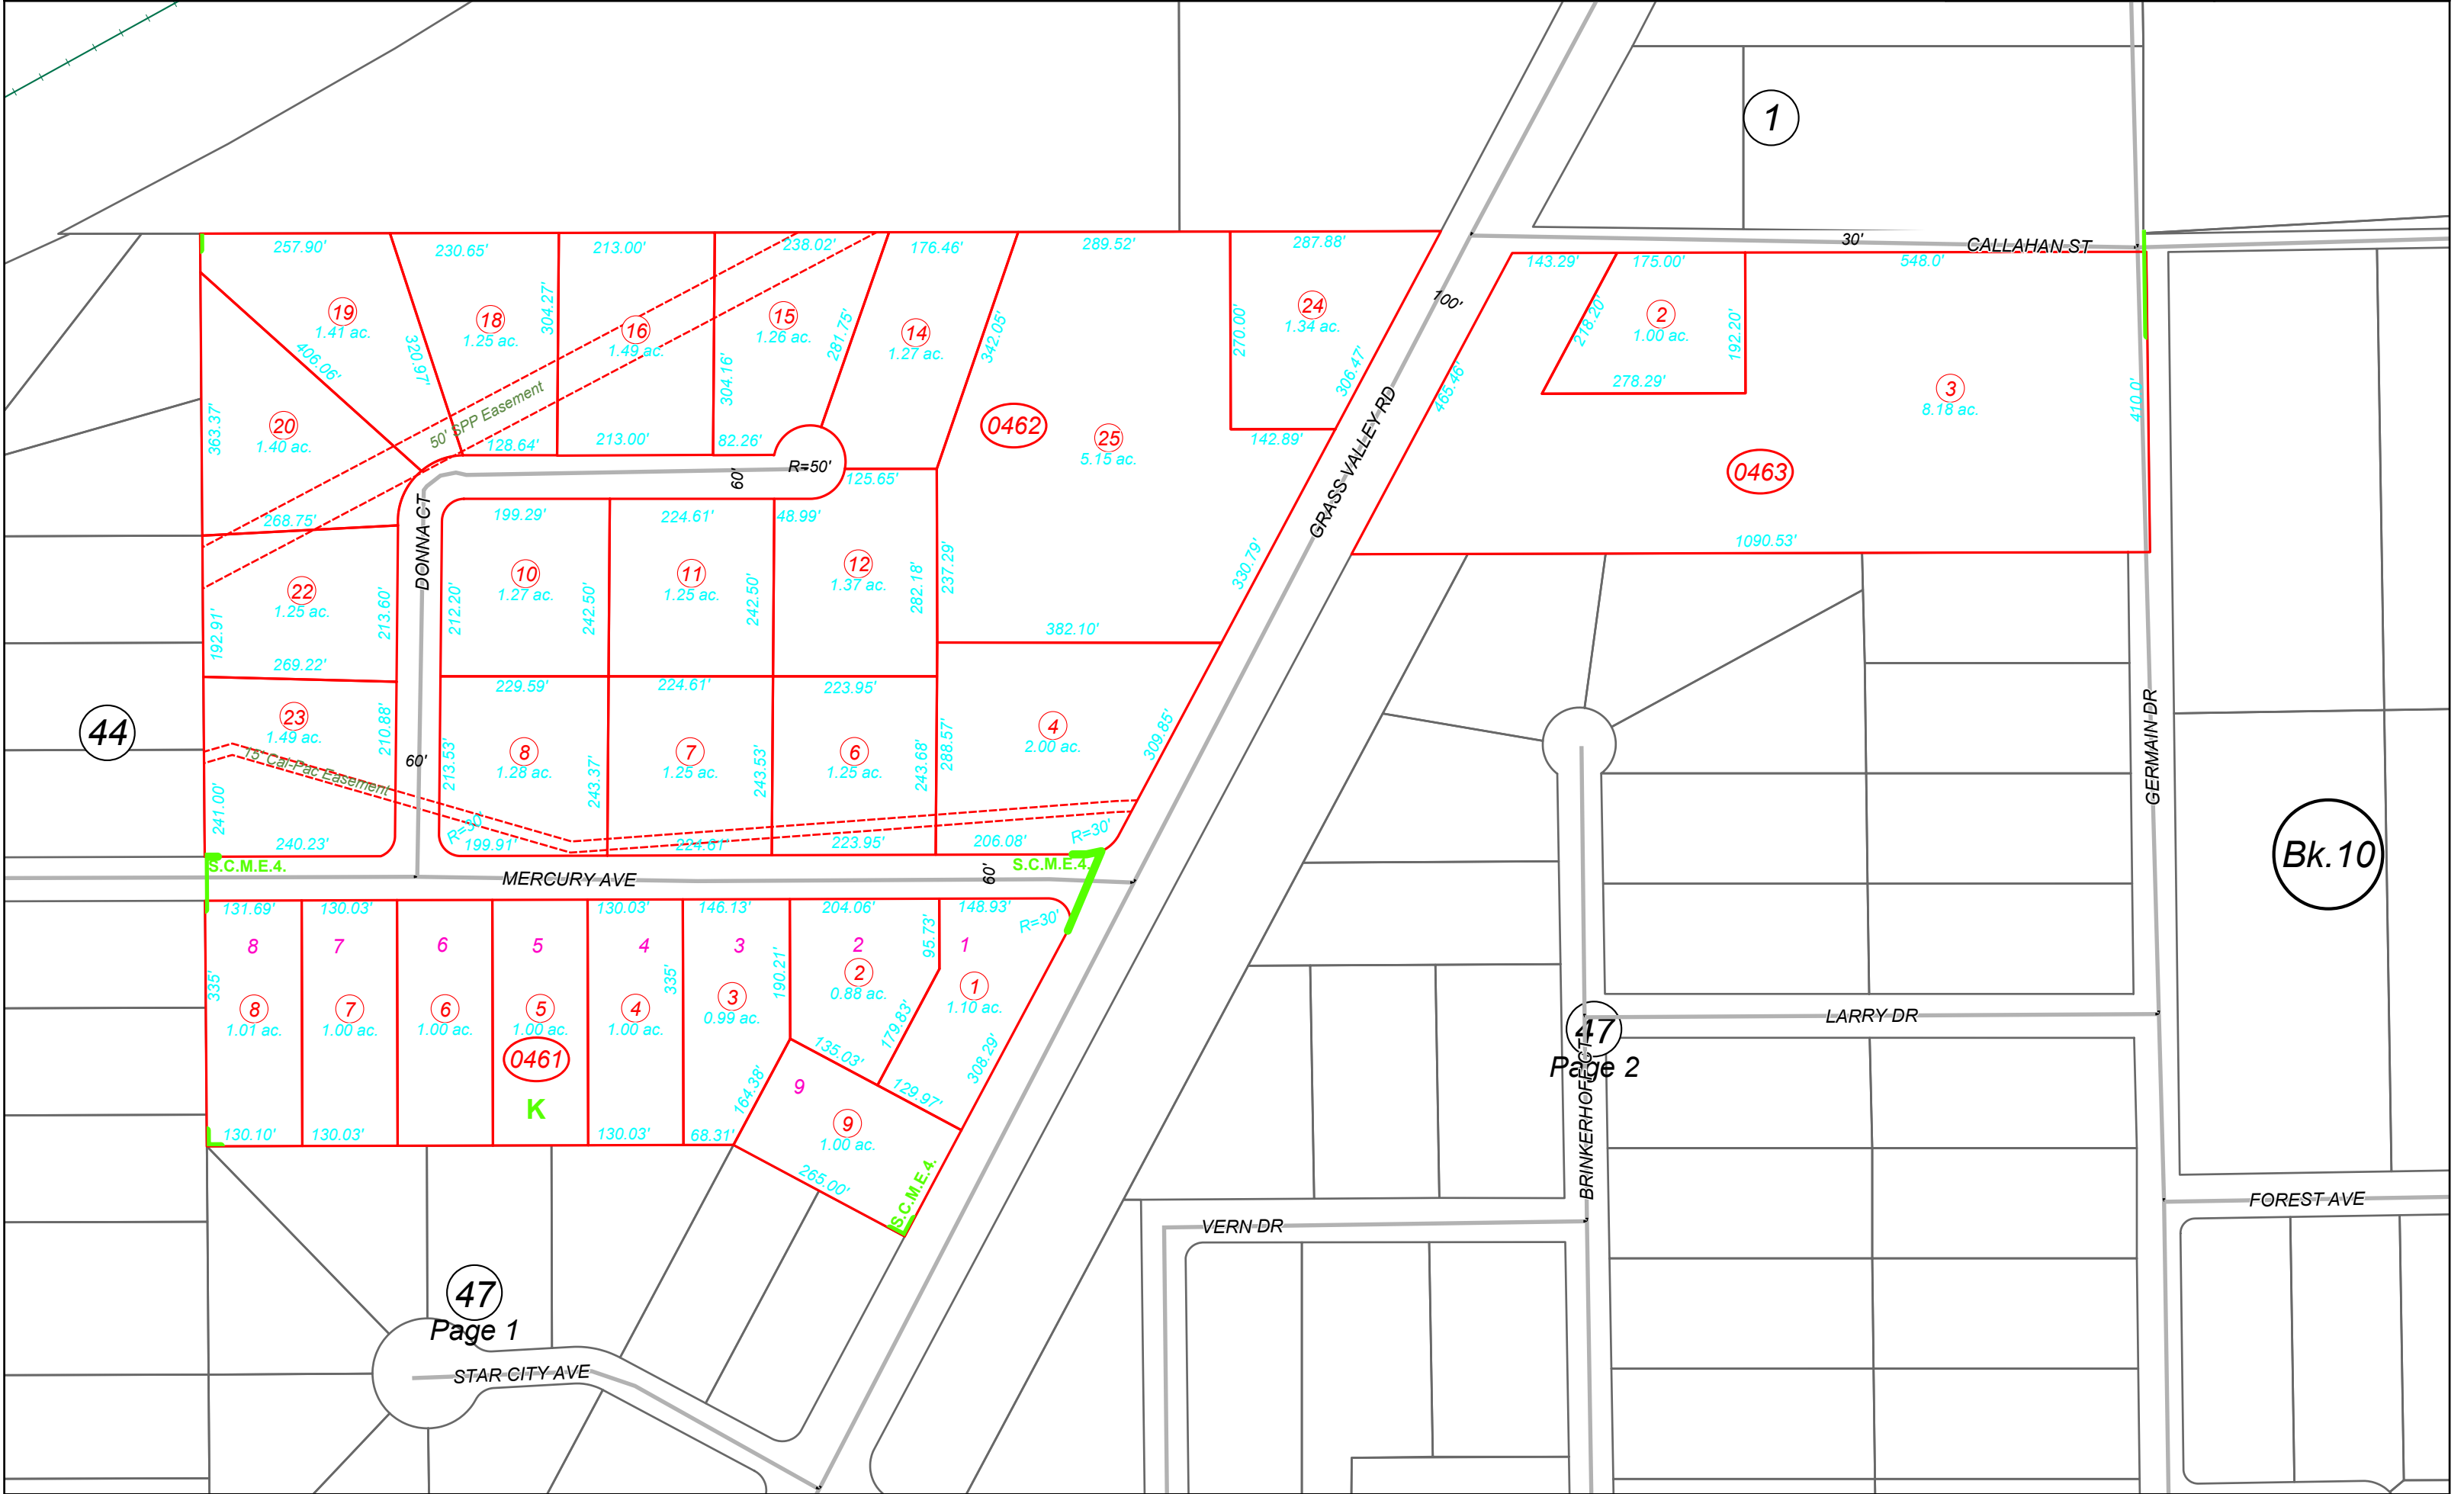 1
30'
CALLAHAN ST
257.90'
230.65'
213.00'
238.02'
176.46'
289.52'
287.88'
143.29'
175.00'
548.0'
19
1.41 ac.
18
1.25 ac.
304.27'
16
1.49 ac.
15
1.26 ac.
281.75'
14
1.27 ac.
342.05'
270.00'
24
1.34 ac.
100'
218.20'
2
1.00 ac.
192.20'
406.06'
320.97'
304.16'
306.47'
465.46'
278.29'
3
8.18 ac.
410.0'
363.37'
20
1.40 ac.
50' SPP Easement
128.64'
213.00'
82.26'
0462
25
5.15 ac.
142.89'
GRASS VALLEY RD
0463
R=50'
60'
125.65'
268.75'
DONNA CT
199.29'
224.61'
48.99'
1090.53'
22
1.25 ac.
192.91'
213.60'
212.20'
10
1.27 ac.
242.50'
11
1.25 ac.
242.50'
12
1.37 ac.
282.18'
237.29'
330.79'
382.10'
269.22'
229.59'
224.61'
223.95'
44
23
1.49 ac.
210.88'
60'
15' Cal-Pac Easement
213.53'
8
1.28 ac.
243.37'
7
1.25 ac.
243.53'
6
1.25 ac.
243.68'
288.57'
4
2.00 ac.
309.85'
GERMAIN DR
241.00'
240.23'
R=30'
199.91'
224.61'
223.95'
206.08'
R=30'
S.C.M.E.4.
S.C.M.E.4.
MERCURY AVE
60'
Bk.10
131.69'
130.03'
130.03'
146.13'
204.06'
148.93'
R=30'
8
7
6
5
4
3
2
1
95.73'
335'
335'
190.21'
8
1.01 ac.
7
1.00 ac.
6
1.00 ac.
5
1.00 ac.
4
1.00 ac.
3
0.99 ac.
2
0.88 ac.
1
1.10 ac.
179.83'
308.29'
0461
K
135.03'
129.97'
164.38'
9
9
1.00 ac.
130.10'
130.03'
130.03'
68.31'
265.00'
S.C.M.E.4.
47
Page 2
LARRY DR
BRINKERHOFF CT
VERN DR
FOREST AVE
47
Page 1
STAR CITY AVE